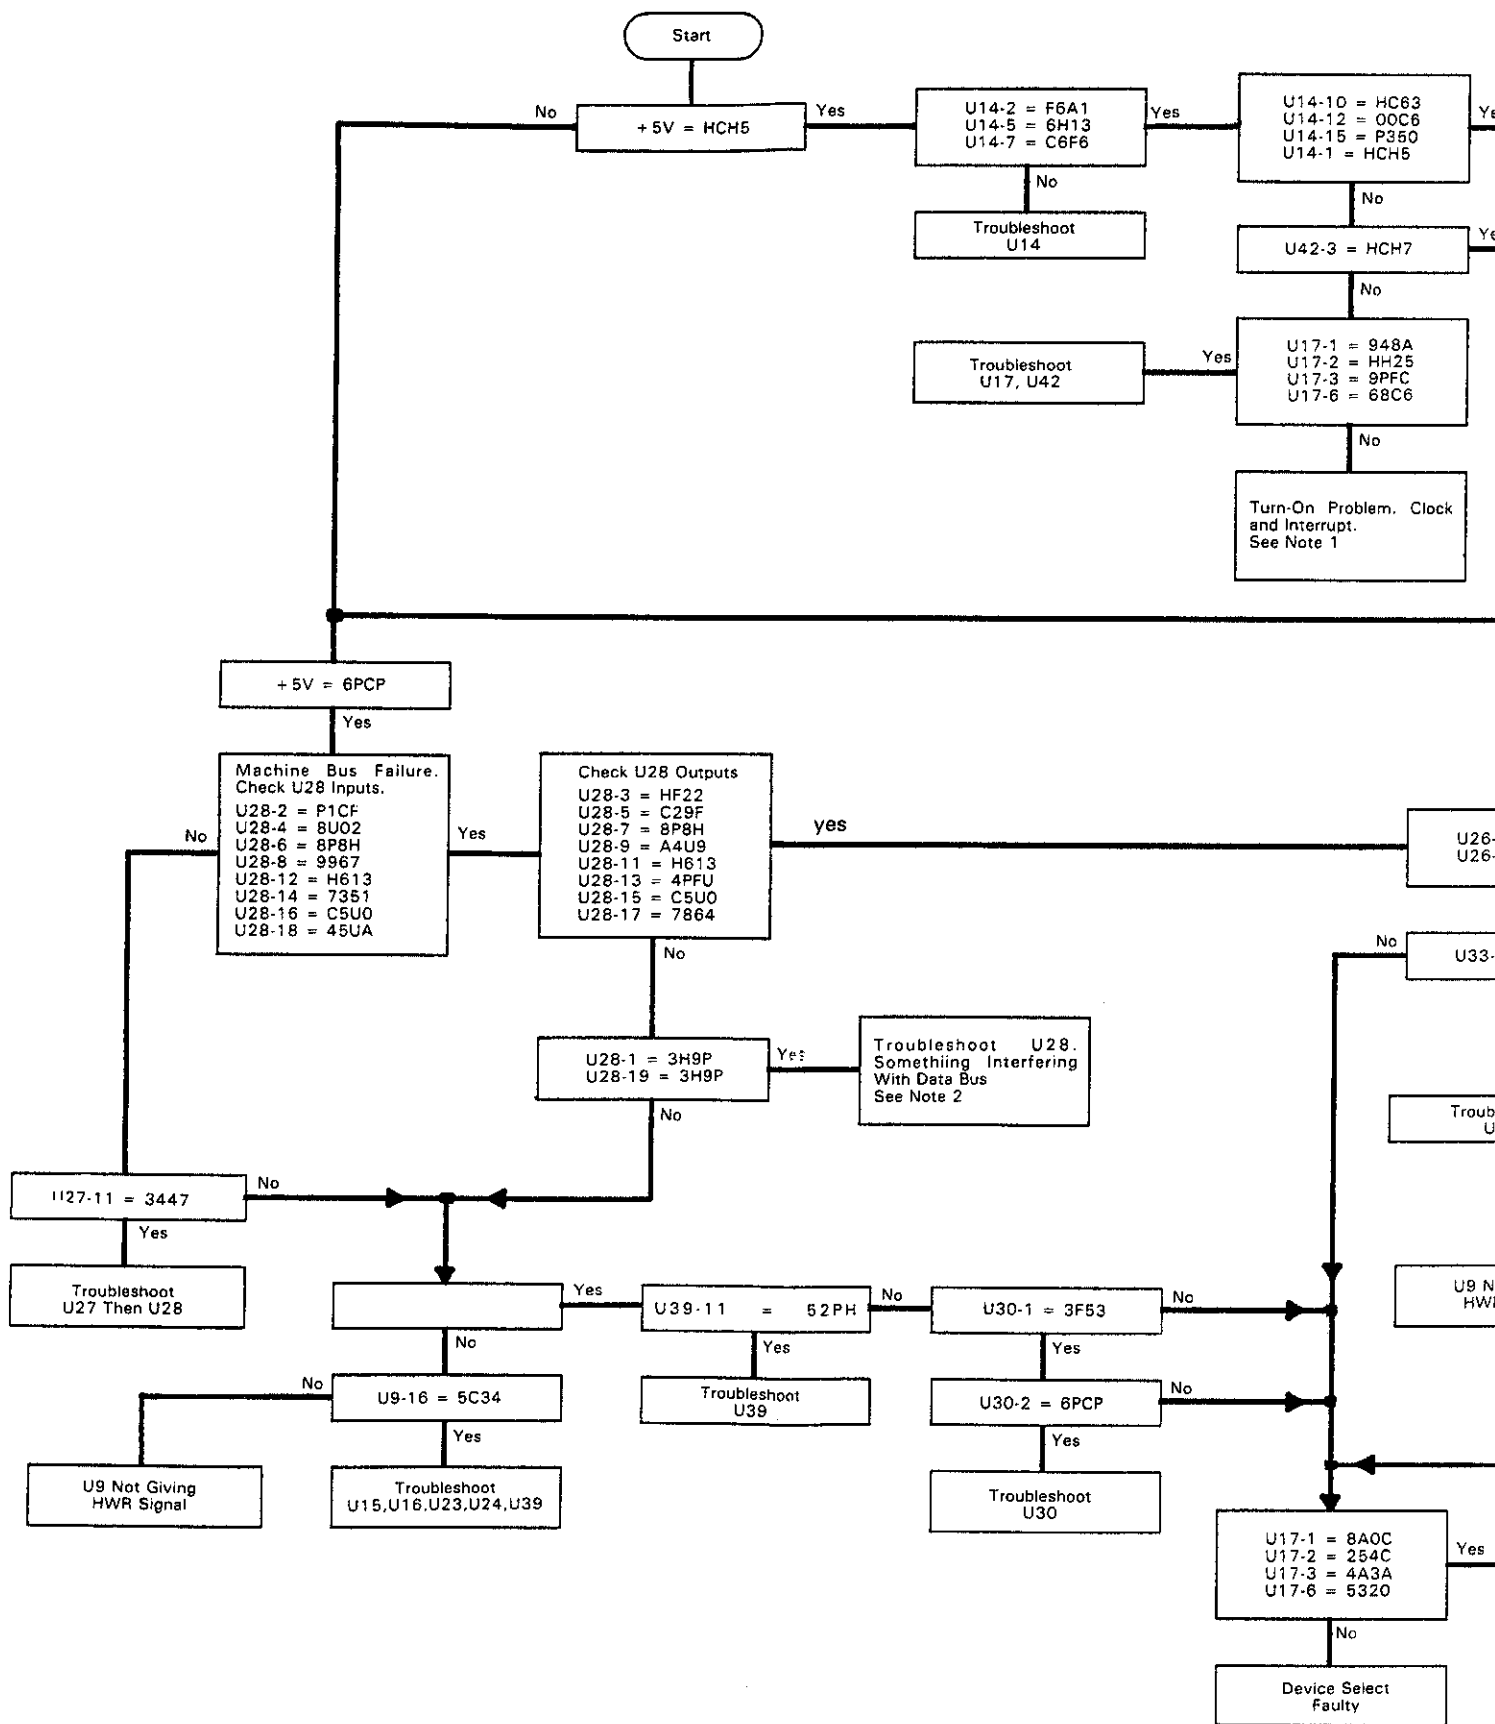 Start
No
+5V = HCH5
Yes
U14-2 = F6A1
U14-5 = 6H13
U14-7 = C6F6
Yes
U14-10 = HC63
U14-12 = 00C6
U14-15 = P350
U14-1 = HCH5
No
Troubleshoot
U14
No
U42-3 = HCH7
No
Troubleshoot
U17, U42
Yes
U17-1 = 948A
U17-2 = HH25
U17-3 = 9PFC
U17-6 = 68C6
No
Turn-On Problem. Clock
and Interrupt.
See Note 1
+5V = 6PCP
Yes
Machine Bus Failure.
Check U28 Inputs.
U28-2 = P1CF
U28-4 = 8U02
U28-6 = 8P8H
U28-8 = 9967
U28-12 = H613
U28-14 = 7351
U28-16 = C5U0
U28-18 = 45UA
No
Yes
Check U28 Outputs
U28-3 = HF22
U28-5 = C29F
U28-7 = 8P8H
U28-9 = A4U9
U28-11 = H613
U28-13 = 4PFU
U28-15 = C5U0
U28-17 = 7864
yes
U26-
U26-
No
No
U33-
U28-1 = 3H9P
U28-19 = 3H9P
Yes
Troubleshoot U28.
Somethiing Interfering
With Data Bus
See Note 2
No
Troub
U
U27-11 = 3447
No
Yes
Troubleshoot
U27 Then U28
Yes
U39-11 = 52PH
No
U30-1 = 3F53
No
U9 N
HWI
No
Yes
Yes
No
U9-16 = 5C34
Troubleshoot
U39
U30-2 = 6PCP
No
Yes
Yes
U9 Not Giving
HWR Signal
Troubleshoot
U15,U16,U23,U24,U39
Troubleshoot
U30
U17-1 = 8A0C
U17-2 = 254C
U17-3 = 4A3A
U17-6 = 5320
Yes
No
Device Select
Faulty